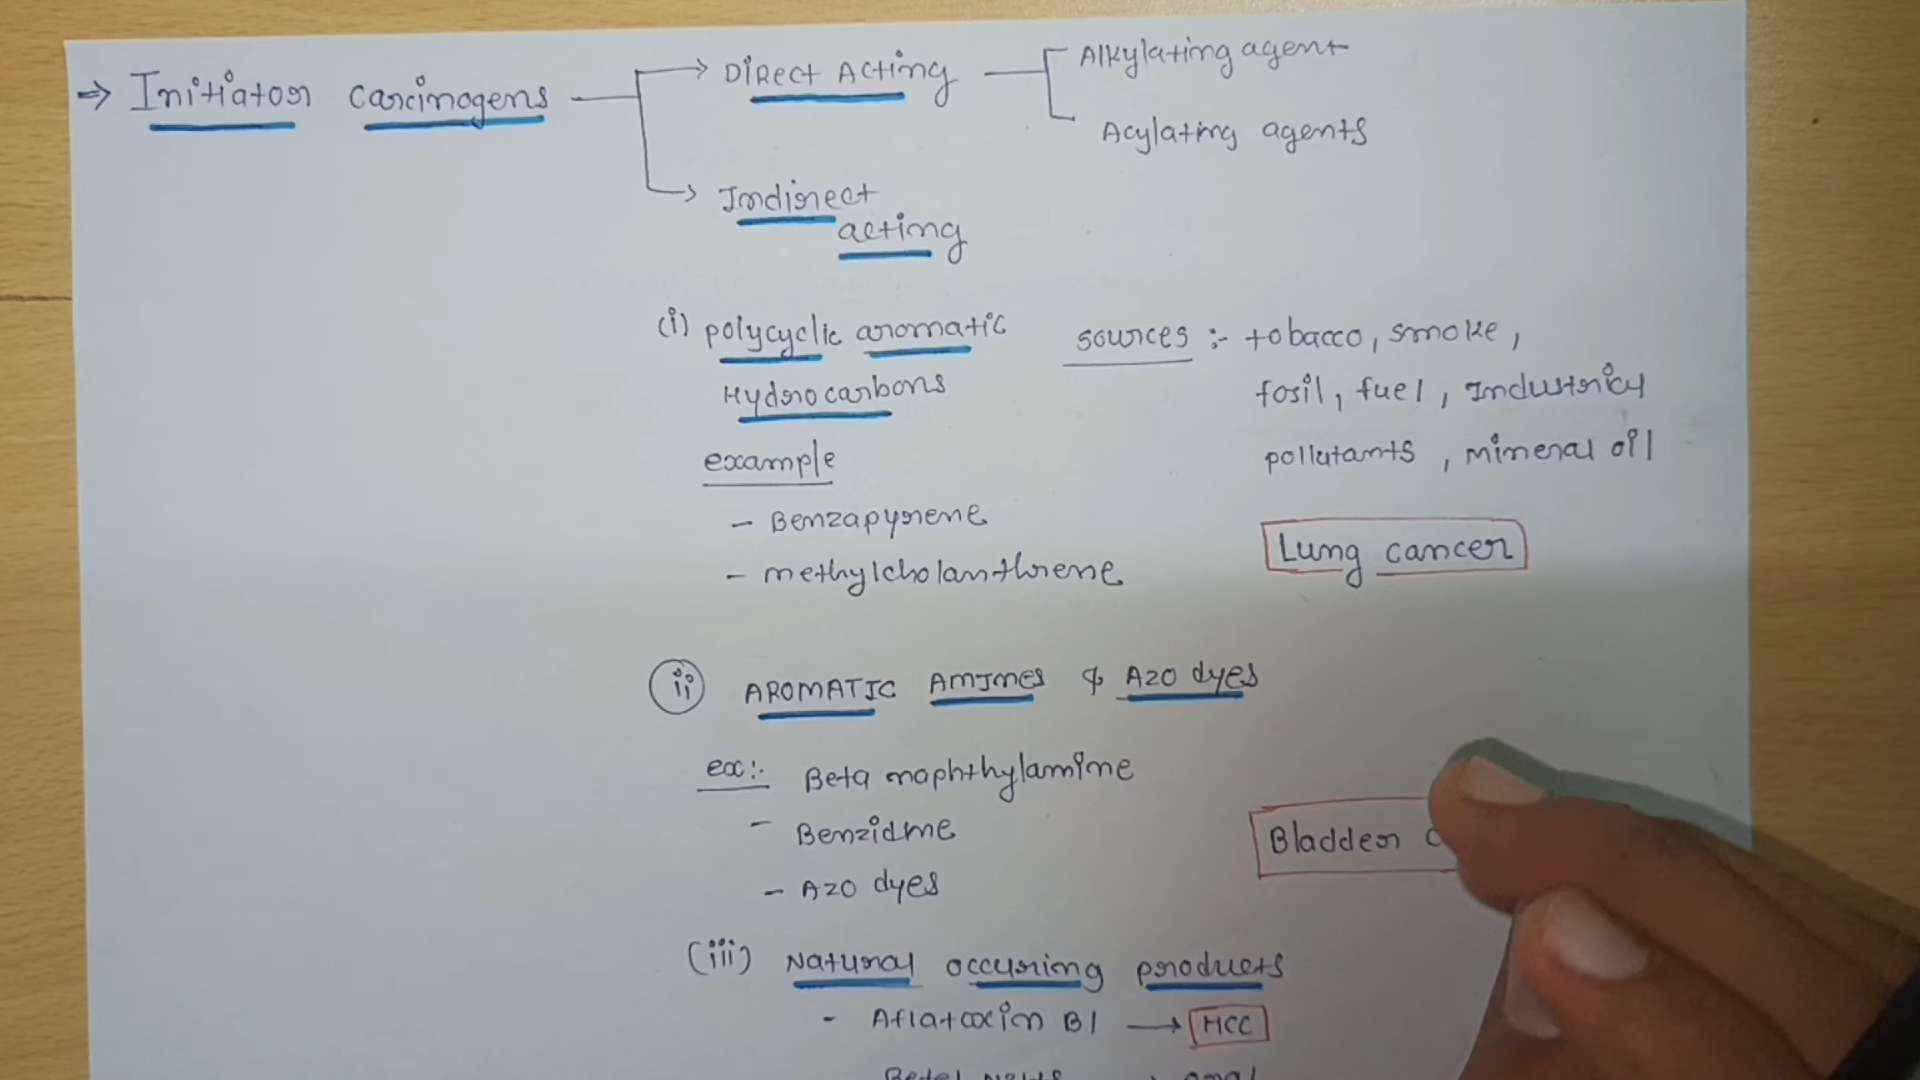 ⇒ Initiator carcinogens
→ Direct Acting
Alkylating agent
Acylating agents
→ Indirect
acting
(i) polycyclic aromatic
Hydrocarbons
sources :- tobacco, smoke,
fosil, fuel, Industrial
pollutants, mineral oil
example
- Benzapyrene
- methylcholanthrene
Lung cancer
(ii) AROMATIC AMINES & AZO dyes
ex:- Beta naphthylamine
- Benzidine
- AZO dyes
Bladder
(iii) Natural occuring products
- Aflatoxin B1 → HCC
Betel
oral